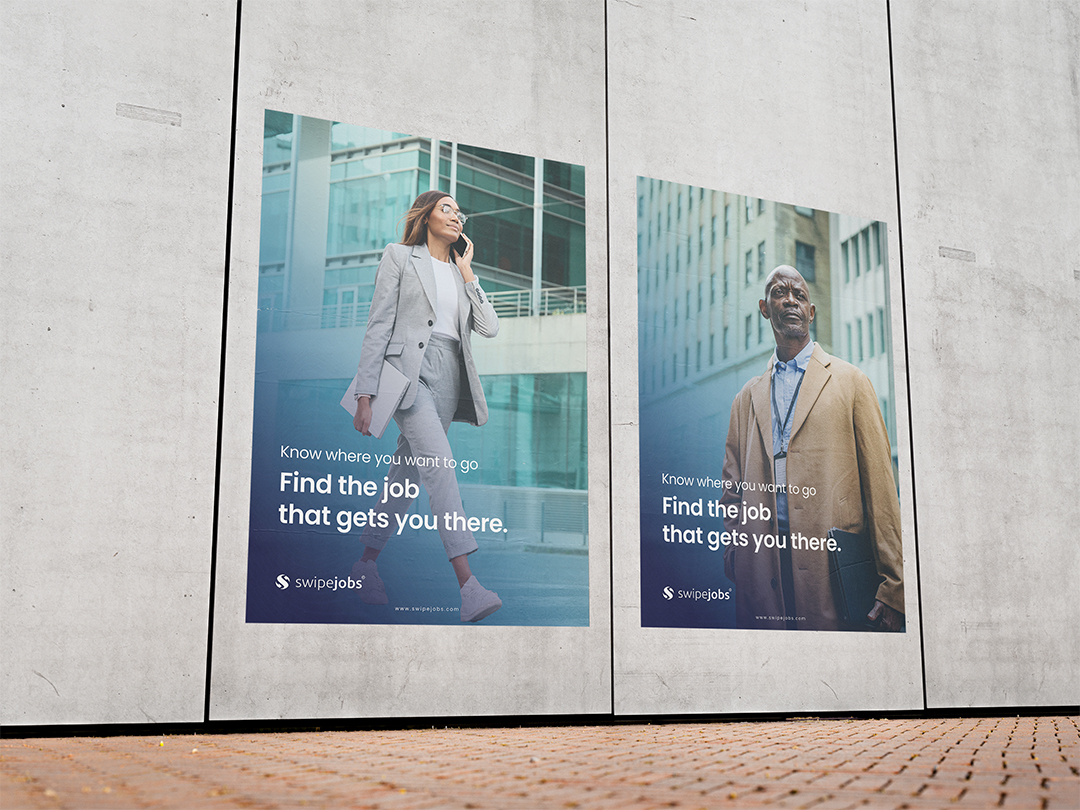 Know where you want to go
Find the job
that gets you there.
swipejobs®
www.swipejobs.com
Know where you want to go
Find the job
that gets you there.
swipejobs®
www.swipejobs.com